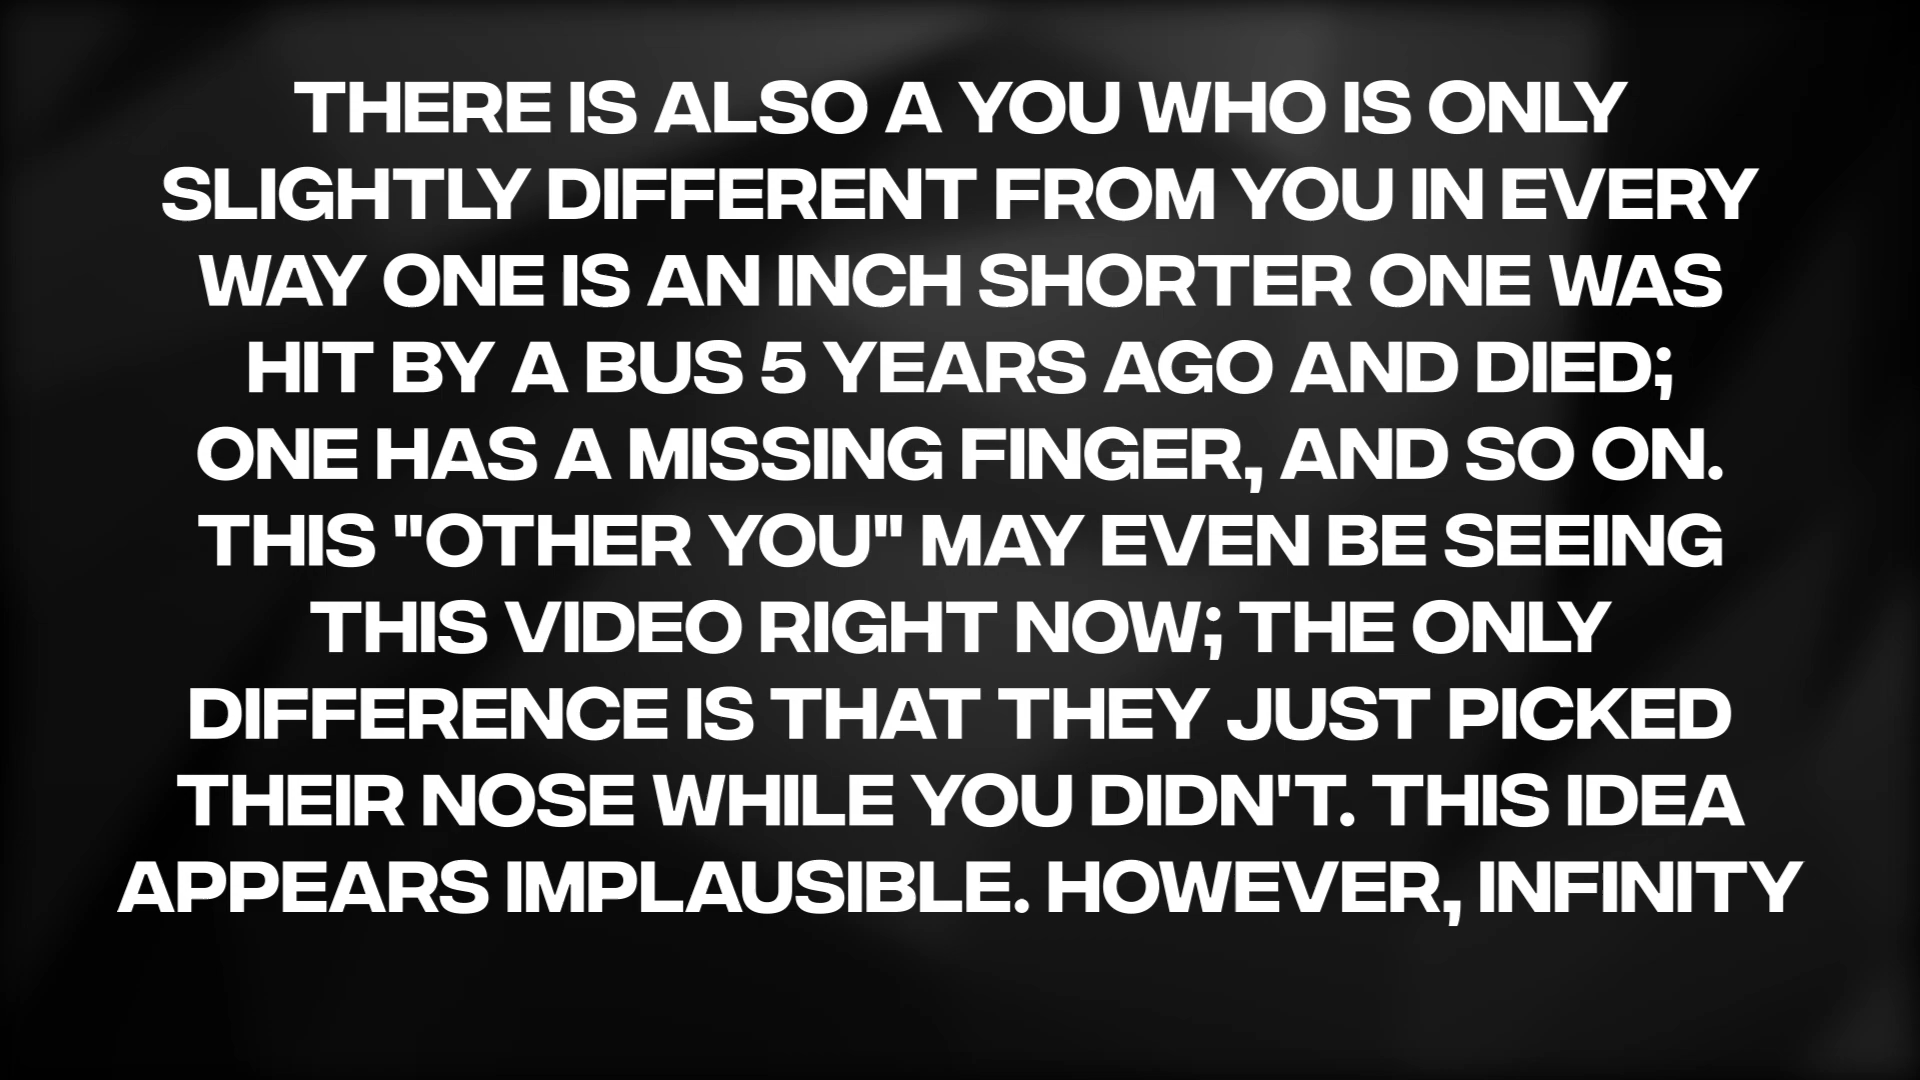 THERE IS ALSO A YOU WHO IS ONLY
SLIGHTLY DIFFERENT FROM YOU IN EVERY
WAY ONE IS AN INCH SHORTER ONE WAS
HIT BY A BUS 5 YEARS AGO AND DIED;
ONE HAS A MISSING FINGER, AND SO ON.
THIS "OTHER YOU" MAY EVEN BE SEEING
THIS VIDEO RIGHT NOW; THE ONLY
DIFFERENCE IS THAT THEY JUST PICKED
THEIR NOSE WHILE YOU DIDN'T. THIS IDEA
APPEARS IMPLAUSIBLE. HOWEVER, INFINITY